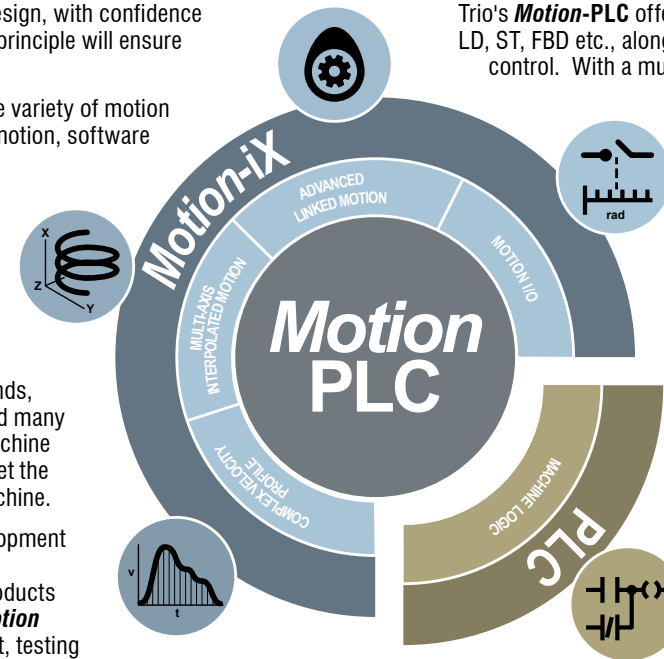 esign, with confidence
principle will ensure
e variety of motion
motion, software
Trio's Motion-PLC offe
LD, ST, FBD etc., along
control. With a mu
Motion-iX
ADVANCED
LINKED MOTION
MOTION I/O
rad
X
Z
Y
MULTI-AXIS
INTERPOLATED MOTION
Motion
PLC
nds,
d many
chine
et the
chine.
opment
oducts
otion
t, testing
COMPLEX VELOCITY
PROFILE
v
t
MACHINE LOGIC
PLC